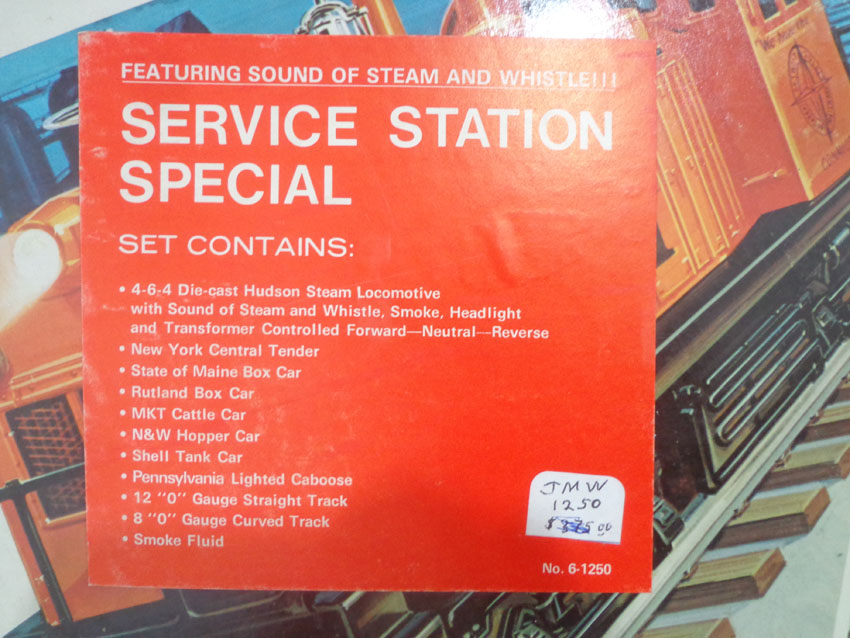 FEATURING SOUND OF STEAM AND WHISTLE!!!
SERVICE STATION
SPECIAL
SET CONTAINS:
• 4-6-4 Die-cast Hudson Steam Locomotive
with Sound of Steam and Whistle, Smoke, Headlight
and Transformer Controlled Forward—Neutral—Reverse
• New York Central Tender
• State of Maine Box Car
• Rutland Box Car
• MKT Cattle Car
• N&W Hopper Car
• Shell Tank Car
• Pennsylvania Lighted Caboose
• 12 "O" Gauge Straight Track
• 8 "O" Gauge Curved Track
• Smoke Fluid
JMW
1250
No. 6-1250